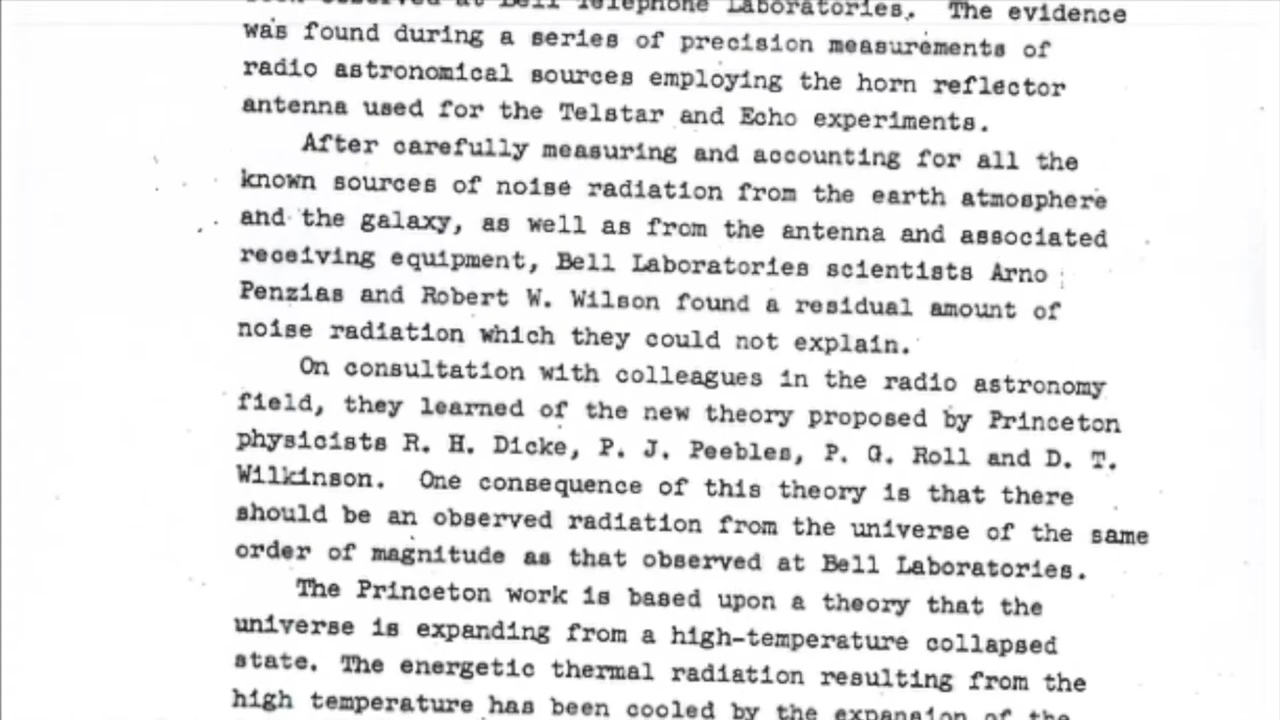 been observed at Bell Telephone Laboratories. The evidence
was found during a series of precision measurements of
radio astronomical sources employing the horn reflector
antenna used for the Telstar and Echo experiments.
After carefully measuring and accounting for all the
known sources of noise radiation from the earth atmosphere
and the galaxy, as well as from the antenna and associated
receiving equipment, Bell Laboratories scientists Arno
Penzias and Robert W. Wilson found a residual amount of
noise radiation which they could not explain.
On consultation with colleagues in the radio astronomy
field, they learned of the new theory proposed by Princeton
physicists R. H. Dicke, P. J. Peebles, P. G. Roll and D. T.
Wilkinson. One consequence of this theory is that there
should be an observed radiation from the universe of the same
order of magnitude as that observed at Bell Laboratories.
The Princeton work is based upon a theory that the
universe is expanding from a high-temperature collapsed
state. The energetic thermal radiation resulting from the
high temperature has been cooled by the expansion of the